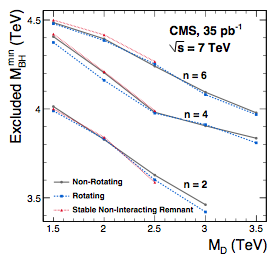 CMS, 35 pb⁻¹
√s = 7 TeV
Excluded M_BH^min (TeV)
4.5
4
3.5
n = 6
n = 4
n = 2
Non-Rotating
Rotating
Stable Non-Interacting Remnant
1.5 2 2.5 3 3.5
M_D (TeV)